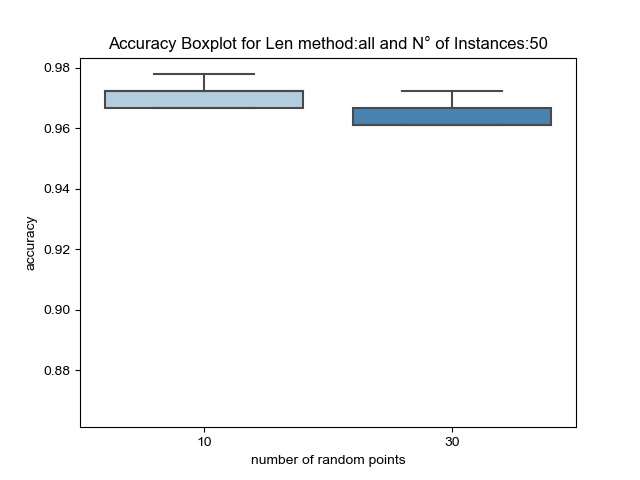 Accuracy Boxplot for Len method:all and N° of Instances:50
0.98
0.96
0.94
0.92
0.90
0.88
accuracy
10 30
number of random points